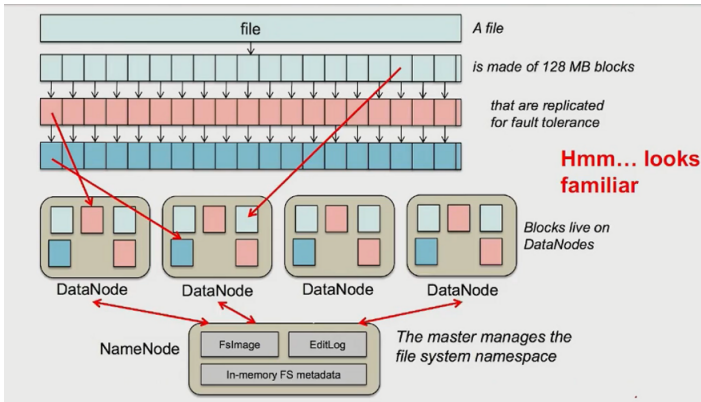 file
A file
is made of 128 MB blocks
that are replicated
for fault tolerance
Hmm... looks
familiar
Blocks live on
DataNodes
DataNode
DataNode
DataNode
DataNode
NameNode
FsImage
EditLog
In-memory FS metadata
The master manages the
file system namespace